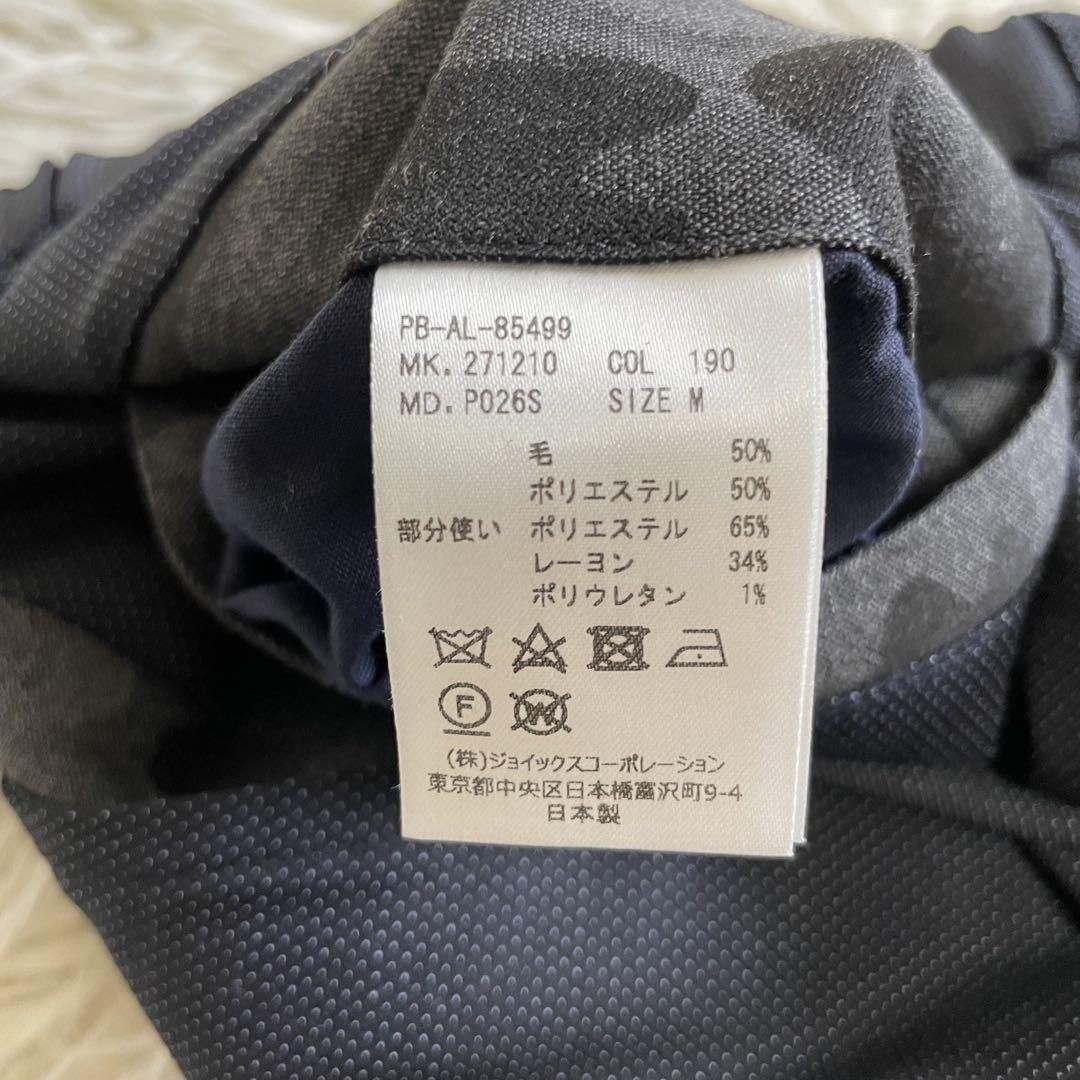 PB-AL-85499
MK. 271210 COL 190
MD. P026S SIZE M
毛 50%
ポリエステル 50%
部分使い ポリエステル 65%
レーヨン 34%
ポリウレタン 1%
F W
(株)ジョイックスコーポレーション
東京都中央区日本橋富沢町9-4
日本製